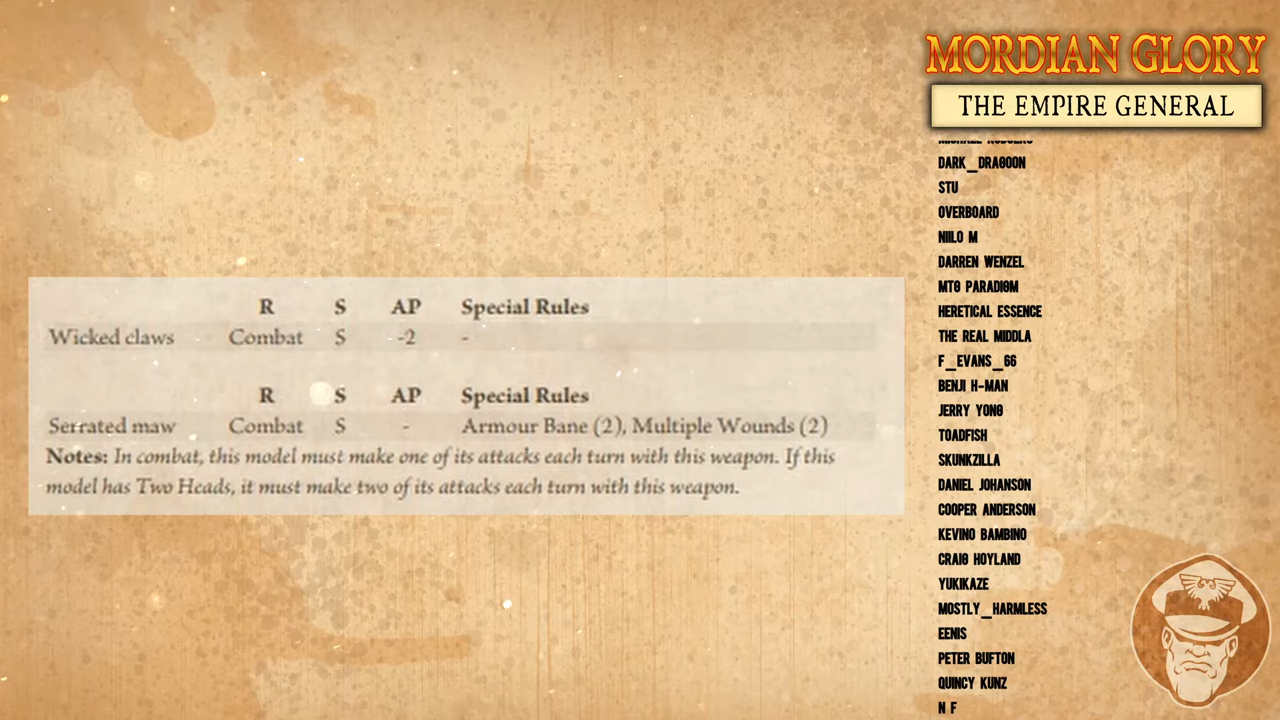 MORDIAN GLORY
THE EMPIRE GENERAL
R S AP Special Rules
Wicked claws Combat S -2 -
R S AP Special Rules
Serrated maw Combat S - Armour Bane (2), Multiple Wounds (2)
Notes: In combat, this model must make one of its attacks each turn with this weapon. If this
model has Two Heads, it must make two of its attacks each turn with this weapon.
DARK_DRAGOON
STU
OVERBOARD
NIILO M
DARREN WENZEL
MTG PARADIGM
HERETICAL ESSENCE
THE REAL MIDDLA
F_EVANS_66
BENJI H-MAN
JERRY YONG
TOADFISH
SKUNKZILLA
DANIEL JOHANSON
COOPER ANDERSON
KEVINO BAMBINO
CRAIG HOYLAND
YUKIKAZE
MOSTLY_HARMLESS
EENIS
PETER BUFTON
QUINCY KUNZ
N F